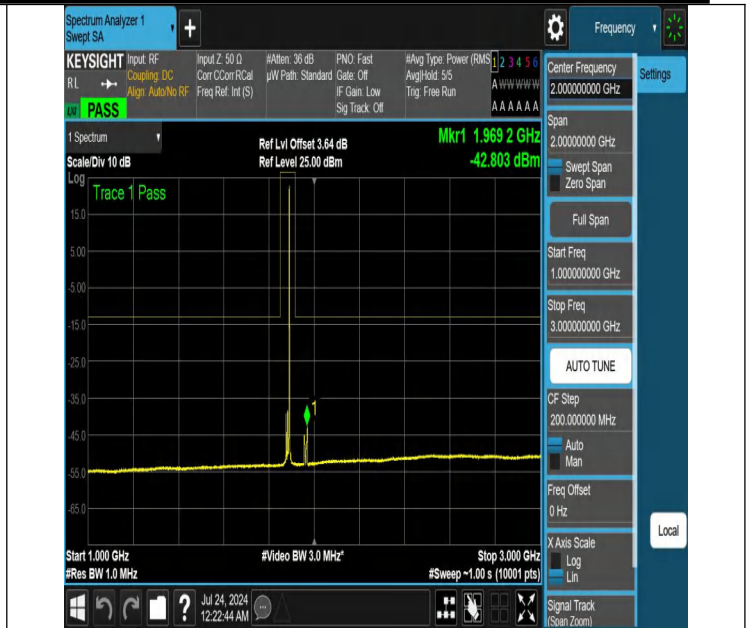 Spectrum Analyzer 1
Swept SA
+
Frequency
KEYSIGHT
RL
PASS
Input: RF
Coupling: DC
Align: Auto/No RF
Input Z: 50 Ω
Corr CCorr RCal
Freq Ref: Int (S)
#Atten: 36 dB
µW Path: Standard
PNO: Fast
Gate: Off
IF Gain: Low
Sig Track: Off
#Avg Type: Power (RMS
Avg|Hold: 5/5
Trig: Free Run
1 2 3 4 5 6
A W W W W W
A A A A A A
1 Spectrum
Scale/Div 10 dB
Ref Lvl Offset 3.64 dB
Ref Level 25.00 dBm
Mkr1 1.969 2 GHz
-42.803 dBm
Log
Trace 1 Pass
15.0
5.00
-5.00
-15.0
-25.0
-35.0
-45.0
-55.0
-65.0
1
Start 1.000 GHz
#Res BW 1.0 MHz
#Video BW 3.0 MHz*
Stop 3.000 GHz
#Sweep ~1.00 s (10001 pts)
Center Frequency
2.000000000 GHz
Settings
Span
2.00000000 GHz
Swept Span
Zero Span
Full Span
Start Freq
1.000000000 GHz
Stop Freq
3.000000000 GHz
AUTO TUNE
CF Step
200.000000 MHz
Auto
Man
Freq Offset
0 Hz
X Axis Scale
Log
Lin
Local
Signal Track
(Span Zoom)
?
Jul 24, 2024
12:22:44 AM